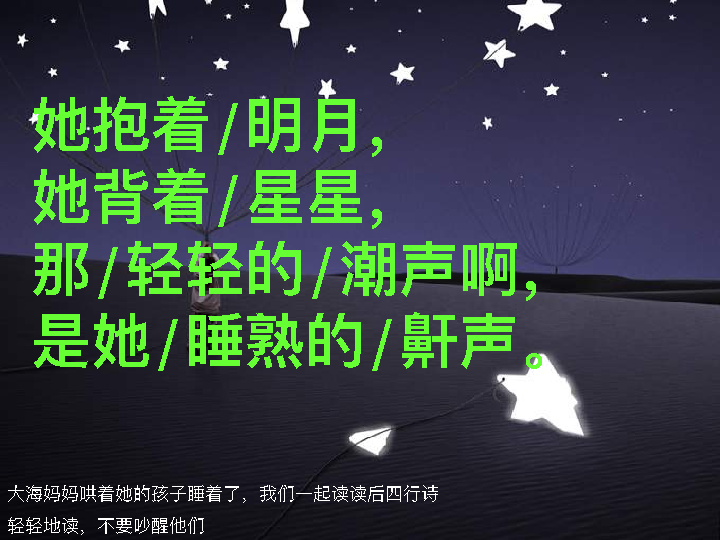 她抱着/明月，
她背着/星星，
那/轻轻的/潮声啊，
是她/睡熟的/鼾声。
大海妈妈哄着她的孩子睡着了，我们一起读读后四行诗
轻轻地读，不要吵醒他们